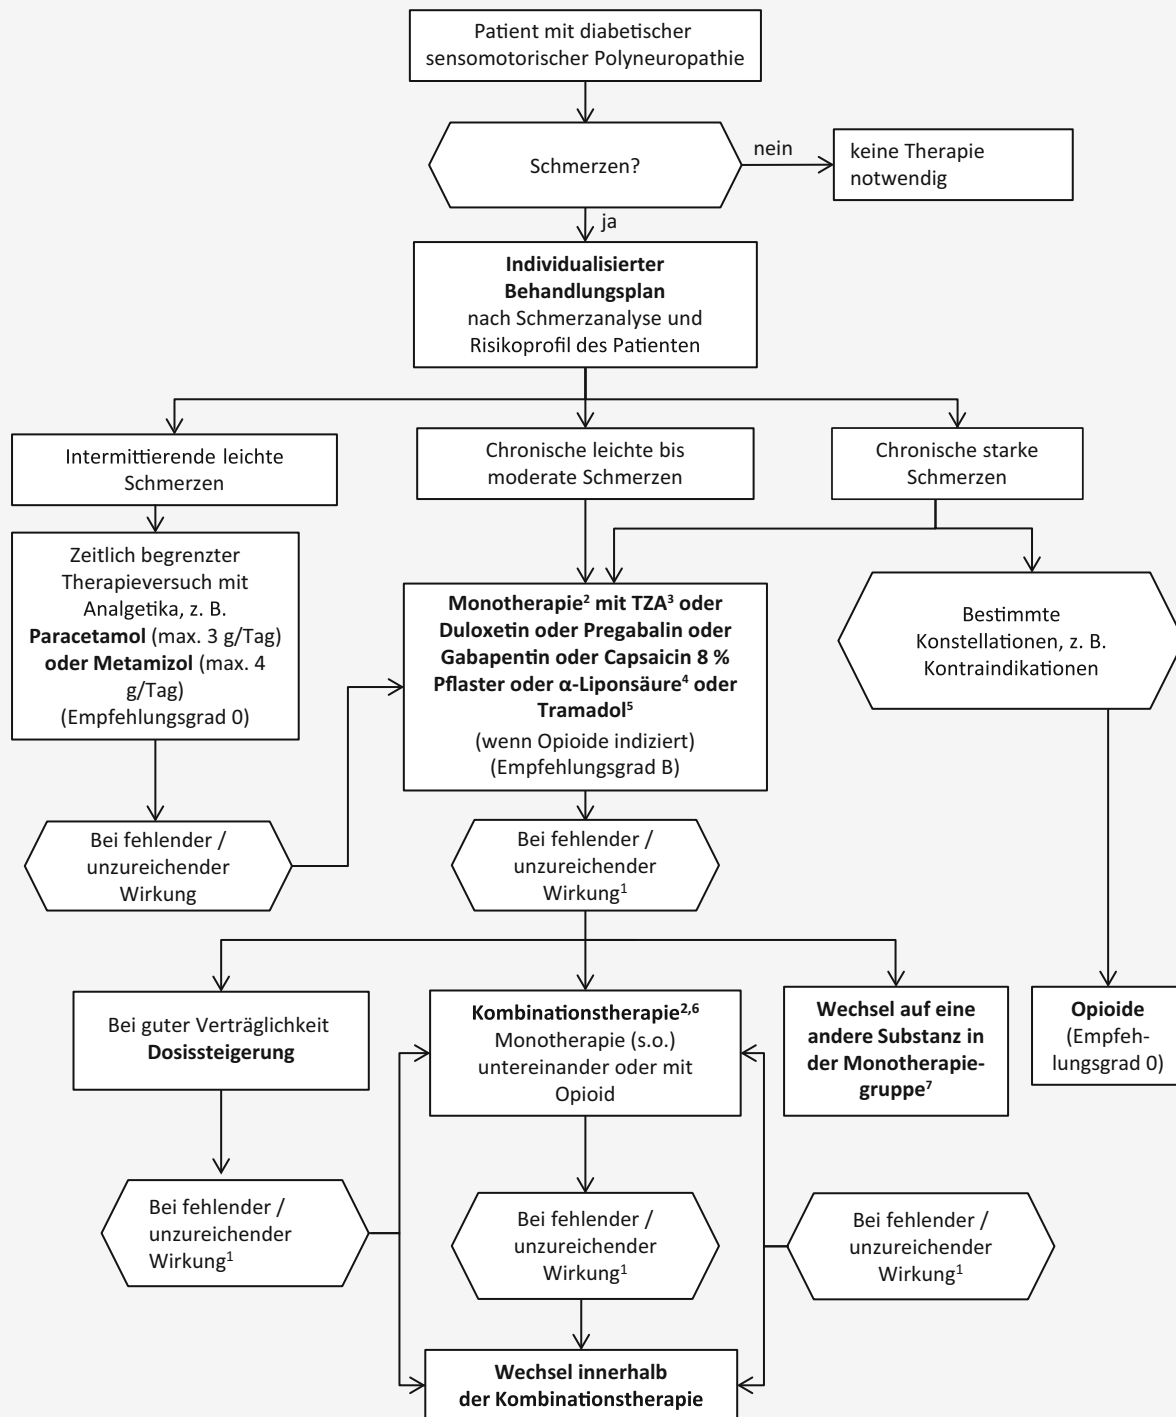 Patient mit diabetischer
sensomotorischer Polyneuropathie
Schmerzen?
nein
keine Therapie
notwendig
ja
Individualisierter
Behandlungsplan
nach Schmerzanalyse und
Risikoprofil des Patienten
Intermittierende leichte
Schmerzen
Chronische leichte bis
moderate Schmerzen
Chronische starke
Schmerzen
Zeitlich begrenzter
Therapieversuch mit
Analgetika, z. B.
Paracetamol (max. 3 g/Tag)
oder Metamizol (max. 4
g/Tag)
(Empfehlungsgrad 0)
Monotherapie² mit TZA³ oder
Duloxetin oder Pregabalin oder
Gabapentin oder Capsaicin 8 %
Pflaster oder α-Liponsäure⁴ oder
Tramadol⁵
(wenn Opioide indiziert)
(Empfehlungsgrad B)
Bestimmte
Konstellationen, z. B.
Kontraindikationen
Bei fehlender /
unzureichender
Wirkung
Bei fehlender /
unzureichender
Wirkung¹
Bei guter Verträglichkeit
Dosissteigerung
Kombinationstherapie²,⁶
Monotherapie (s.o.)
untereinander oder mit
Opioid
Wechsel auf eine
andere Substanz in
der Monotherapie-
gruppe⁷
Opioide
(Empfeh-
lungsgrad 0)
Bei fehlender /
unzureichender
Wirkung¹
Bei fehlender /
unzureichender
Wirkung¹
Bei fehlender /
unzureichender
Wirkung¹
Wechsel innerhalb
der Kombinationstherapie